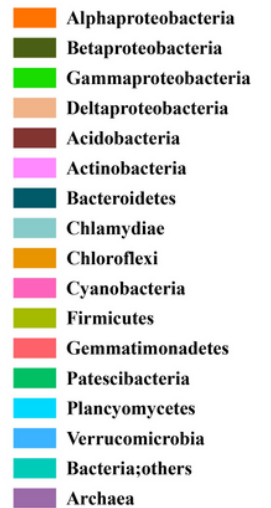 Alphaproteobacteria
Betaproteobacteria
Gammaproteobacteria
Deltaproteobacteria
Acidobacteria
Actinobacteria
Bacteroidetes
Chlamydiae
Chloroflexi
Cyanobacteria
Firmicutes
Gemmatimonadetes
Patescibacteria
Plancyomycetes
Verrucomicrobia
Bacteria;others
Archaea